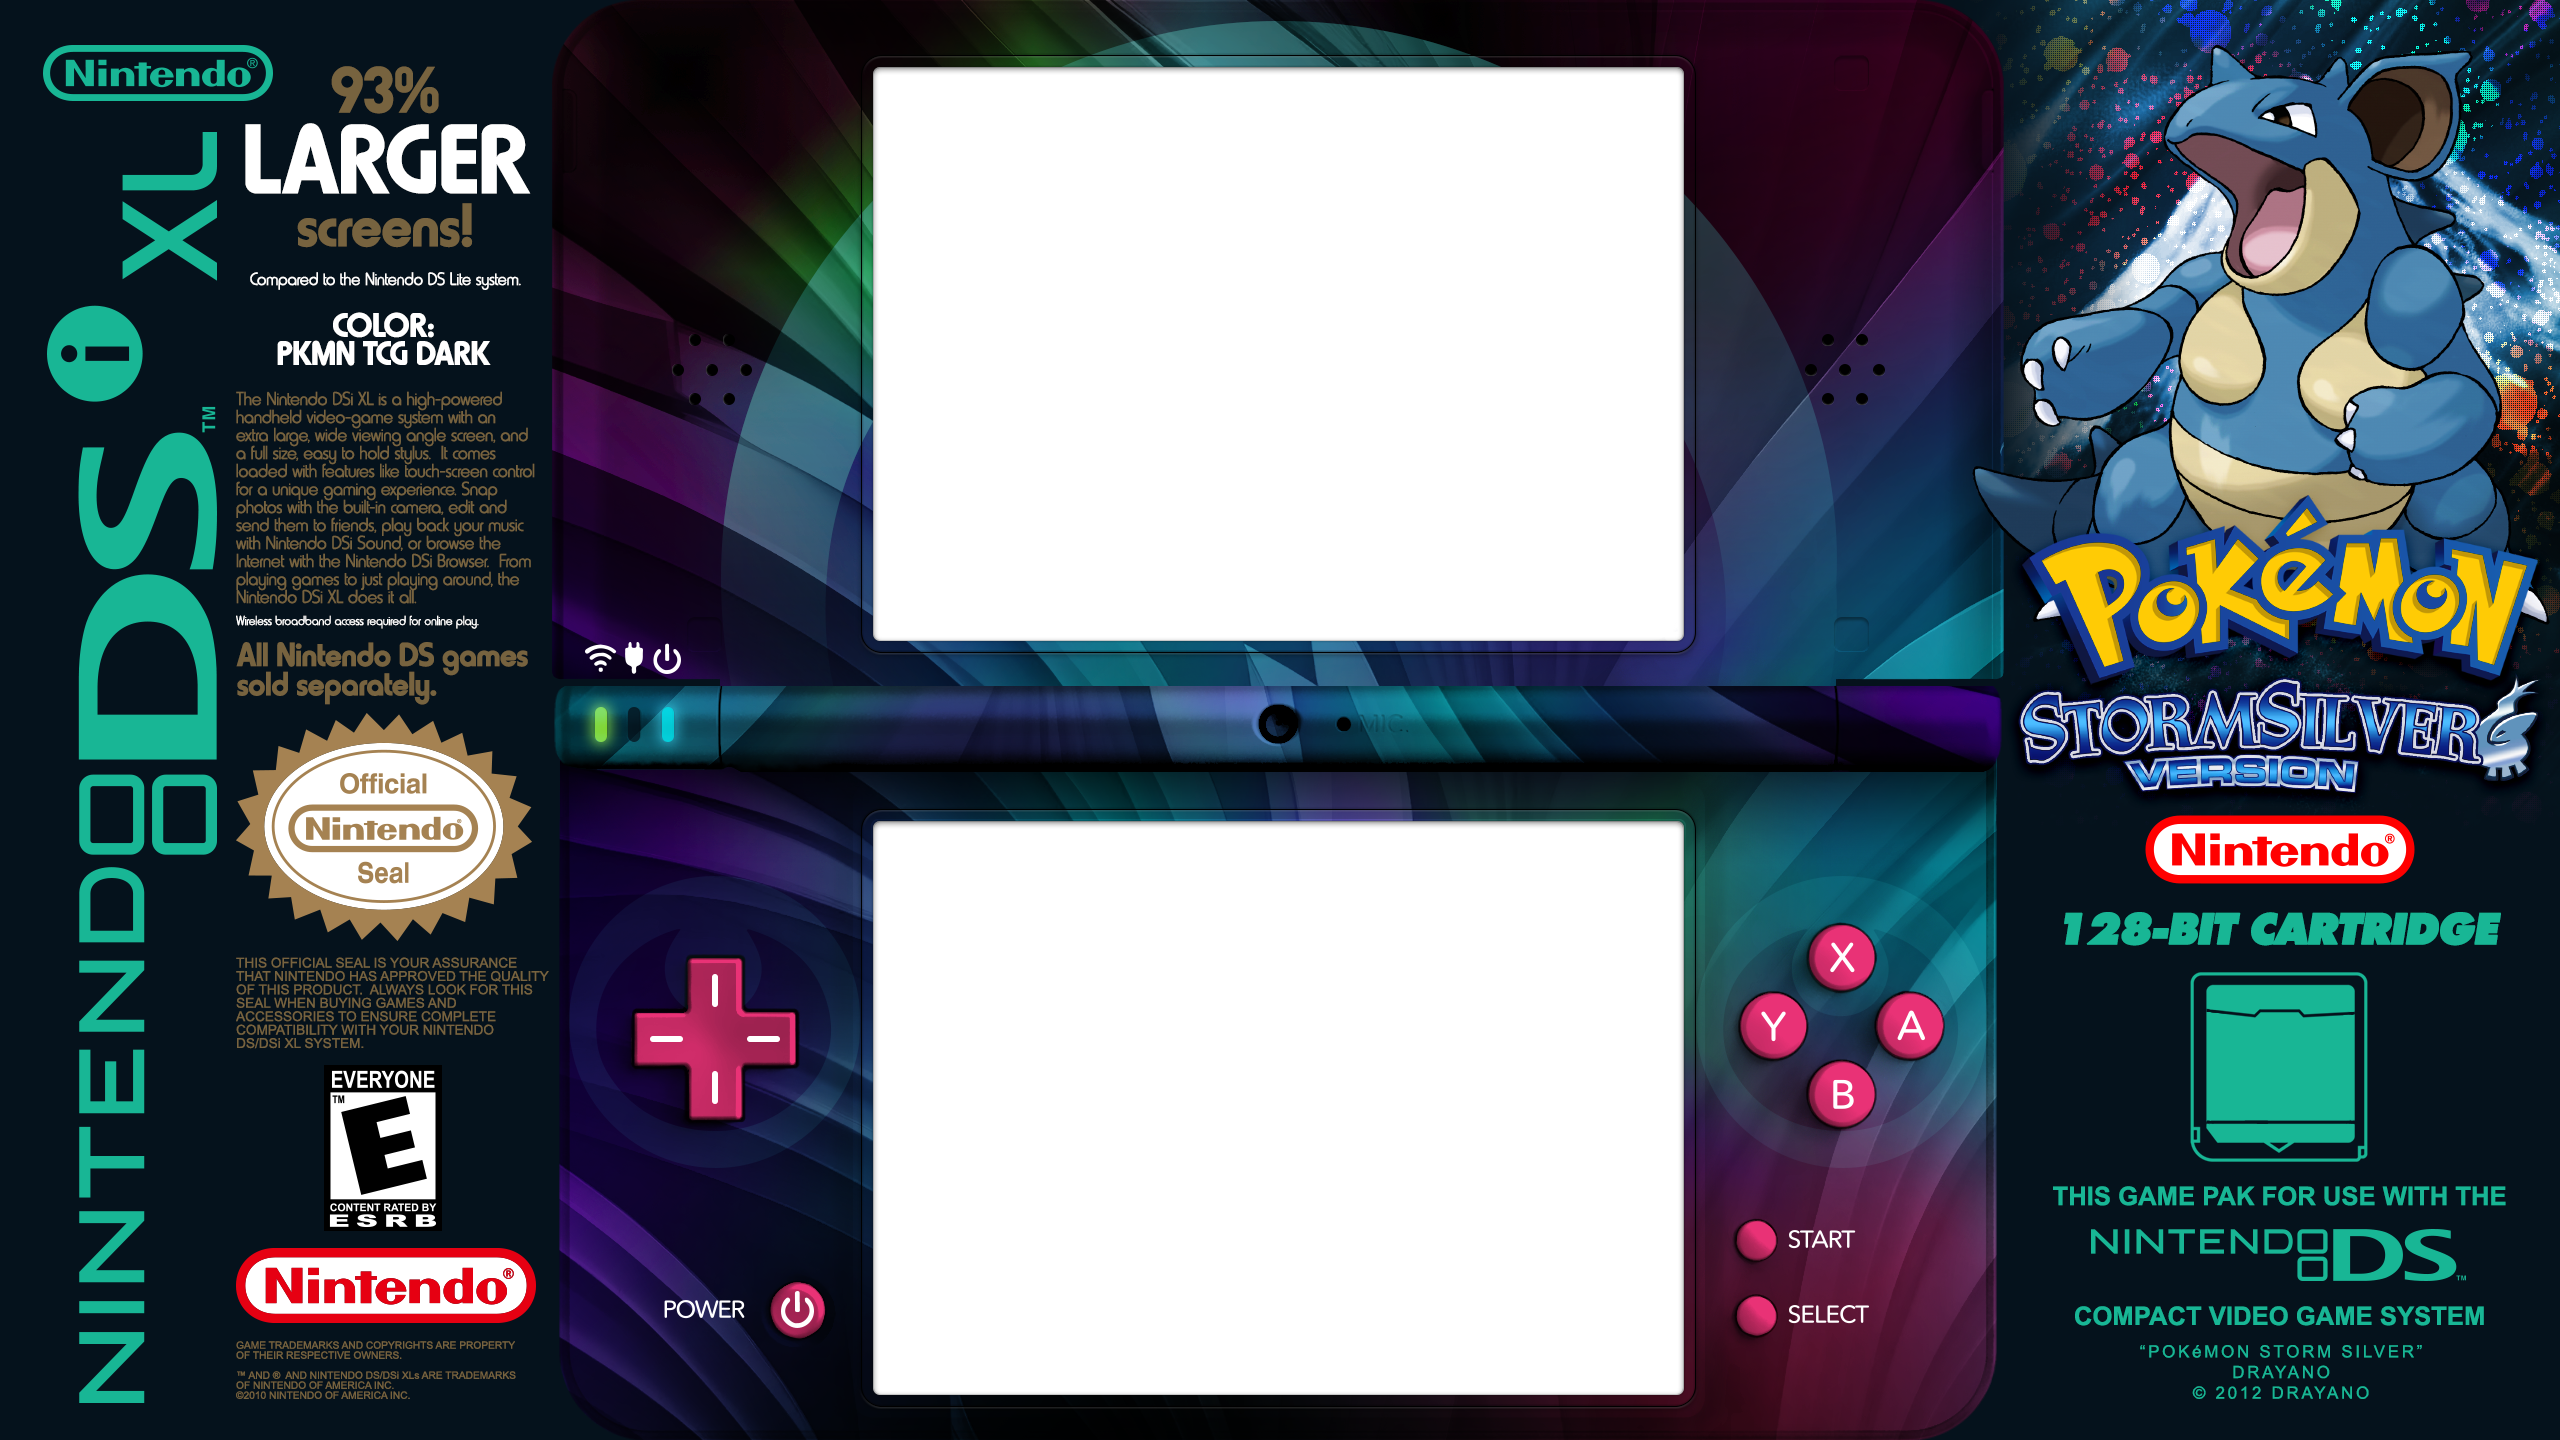 Nintendo®
NINTENDO DS i XL™
93%
LARGER
screens!
Compared to the Nintendo DS Lite system.
COLOR:
PKMN TCG DARK
The Nintendo DSi XL is a high-powered
handheld video-game system with an
extra large, wide viewing angle screen, and
a full size, easy to hold stylus. It comes
loaded with features like touch-screen control
for a unique gaming experience. Snap
photos with the built-in camera, edit and
send them to friends, play back your music
with Nintendo DSi Sound, or browse the
Internet with the Nintendo DSi Browser. From
playing games to just playing around, the
Nintendo DSi XL does it all.
Wireless broadband access required for online play.
All Nintendo DS games
sold separately.
Official
Nintendo®
Seal
THIS OFFICIAL SEAL IS YOUR ASSURANCE
THAT NINTENDO HAS APPROVED THE QUALITY
OF THIS PRODUCT. ALWAYS LOOK FOR THIS
SEAL WHEN BUYING GAMES AND
ACCESSORIES TO ENSURE COMPLETE
COMPATIBILITY WITH YOUR NINTENDO
DS/DSi XL SYSTEM.
EVERYONE
TM
E
CONTENT RATED BY
ESRB
Nintendo®
GAME TRADEMARKS AND COPYRIGHTS ARE PROPERTY
OF THEIR RESPECTIVE OWNERS.
™ AND ® AND NINTENDO DS/DSi XLs ARE TRADEMARKS
OF NINTENDO OF AMERICA INC.
©2010 NINTENDO OF AMERICA INC.
MIC.
X
Y
A
B
START
SELECT
POWER
POKéMON
STORMSILVER
VERSION
Nintendo®
128-BIT CARTRIDGE
THIS GAME PAK FOR USE WITH THE
NINTENDO DS™
COMPACT VIDEO GAME SYSTEM
“POKéMON STORM SILVER”
DRAYANO
© 2012 DRAYANO